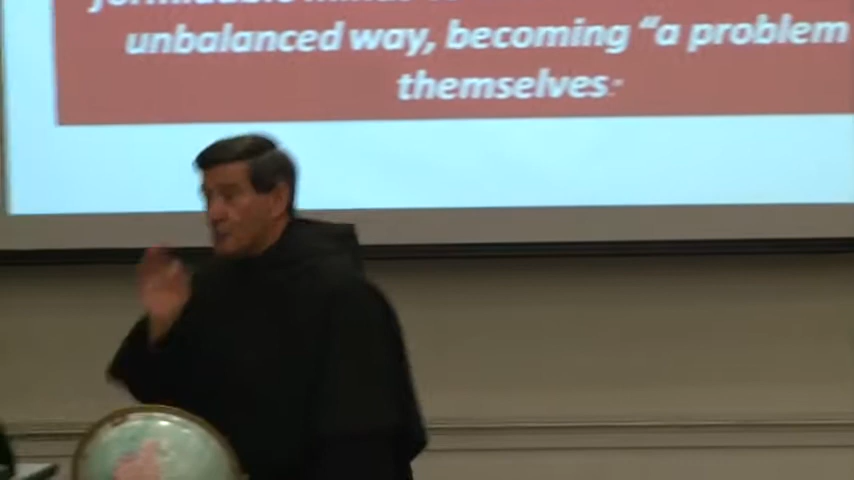 unbalanced way, becoming “a problem
themselves.